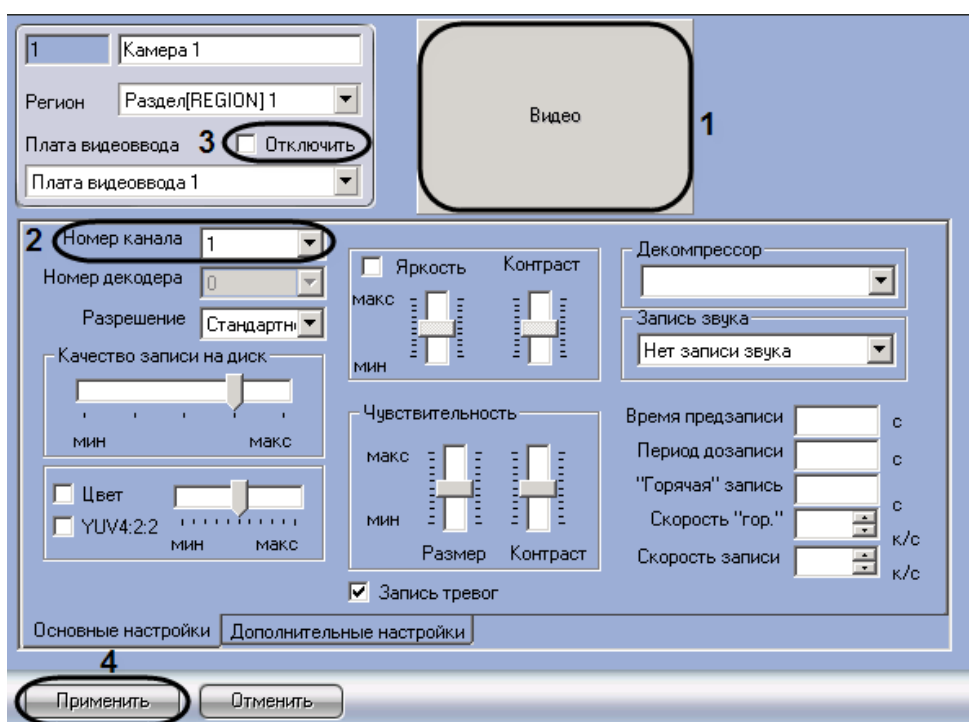 1 Камера 1
Регион Раздел[REGION] 1
Плата видеоввода 3 Отключить
Плата видеоввода 1
Видео 1
2 Номер канала 1
Номер декодера 0
Разрешение Стандартн
Качество записи на диск
мин макс
Цвет
YUV4:2:2
мин макс
Яркость Контраст
макс
мин
Чувствительность
макс
мин
Размер Контраст
Запись тревог
Декомпрессор
Запись звука
Нет записи звука
Время предзаписи с
Период дозаписи с
"Горячая" запись с
Скорость "гор." к/с
Скорость записи к/с
Основные настройки Дополнительные настройки
4
Применить Отменить